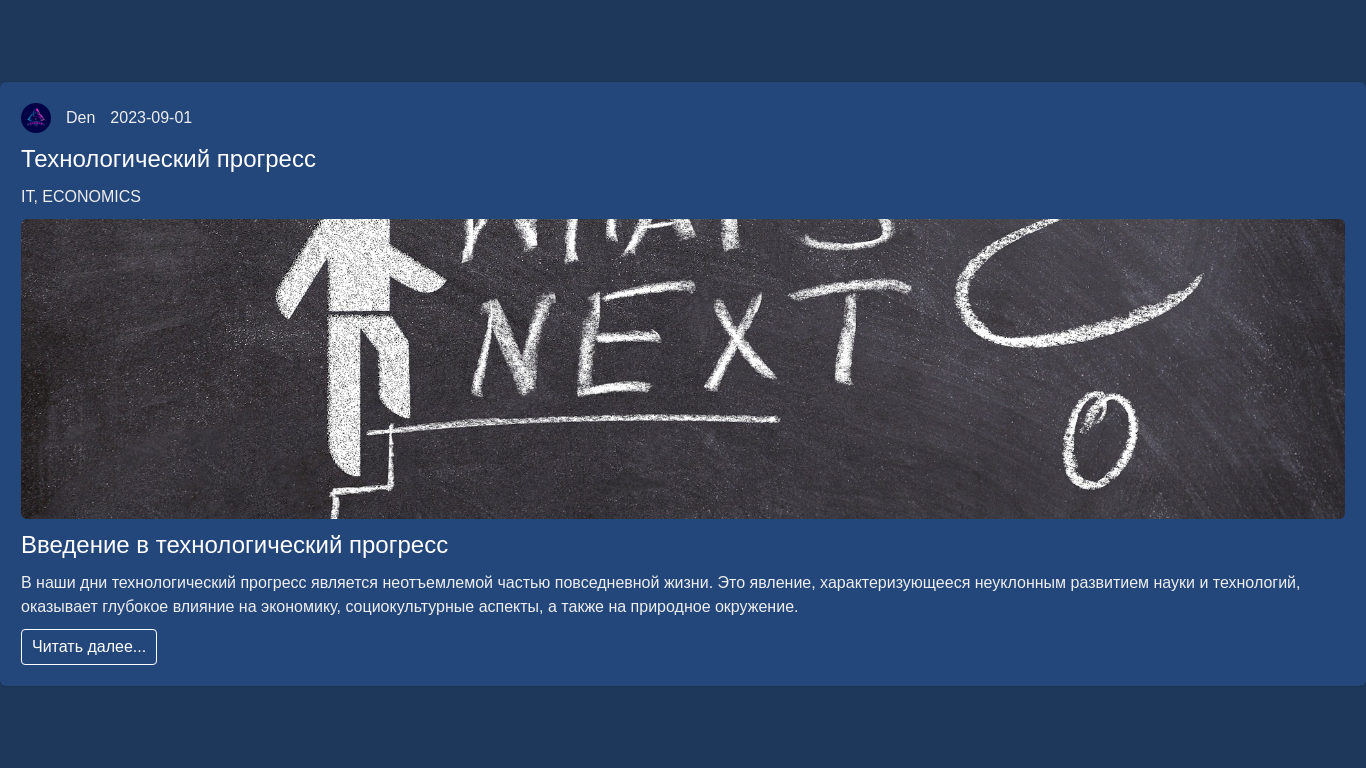 Den 2023-09-01
Технологический прогресс
IT, ECONOMICS
WHAT'S
NEXT
Введение в технологический прогресс
В наши дни технологический прогресс является неотъемлемой частью повседневной жизни. Это явление, характеризующееся неуклонным развитием науки и технологий,
оказывает глубокое влияние на экономику, социокультурные аспекты, а также на природное окружение.
Читать далее...